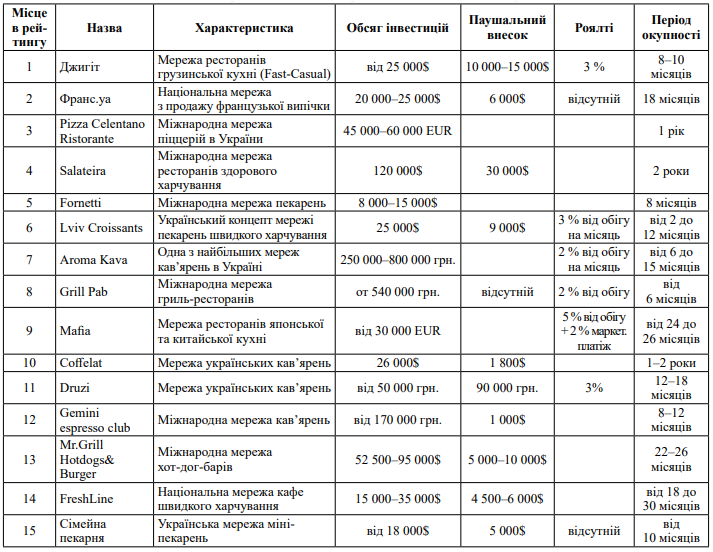 Місце в рей- тингу | Назва | Характеристика | Обсяг інвестицій | Паушальний внесок | Роялті | Період окупності
1 | Джигіт | Мережа ресторанів грузинської кухні (Fast-Casual) | від 25 000$ | 10 000–15 000$ | 3 % | 8–10 місяців
2 | Франс.уа | Національна мережа з продажу французької випічки | 20 000–25 000$ | 6 000$ | відсутній | 18 місяців
3 | Pizza Celentano Ristorante | Міжнародна мережа піццерій в Україні | 45 000–60 000 EUR | | | 1 рік
4 | Salateira | Міжнародна мережа ресторанів здорового харчування | 120 000$ | 30 000$ | | 2 роки
5 | Fornetti | Міжнародна мережа пекарень | 8 000–15 000$ | | | 8 місяців
6 | Lviv Croissants | Український концепт мережі пекарень швидкого харчування | 25 000$ | 9 000$ | 3 % від обігу на місяць | від 2 до 12 місяців
7 | Aroma Kava | Одна з найбільших мереж кав’ярень в Україні | 250 000–800 000 грн. | | 2 % від обігу на місяць | від 6 до 15 місяців
8 | Grill Pab | Міжнародна мережа гриль-ресторанів | от 540 000 грн. | відсутній | 2 % від обігу | від 6 місяців
9 | Mafia | Мережа ресторанів японської та китайської кухні | від 30 000 EUR | | 5 % від обігу + 2 % маркет. платіж | від 24 до 26 місяців
10 | Coffelat | Мережа українських кав’ярень | 26 000$ | 1 800$ | | 1–2 роки
11 | Druzi | Мережа українських кав’ярень | від 50 000 грн. | 90 000 грн. | 3% | 12–18 місяців
12 | Gemini espresso club | Міжнародна мережа кав’ярень | від 170 000 грн. | 1 000$ | | 8–12 місяців
13 | Mr.Grill Hotdogs& Burger | Міжнародна мережа хот-дог-барів | 52 500–95 000$ | 5 000–10 000$ | | 22–26 місяців
14 | FreshLine | Національна мережа кафе швидкого харчування | 15 000–35 000$ | 4 500–6 000$ | | від 18 до 30 місяців
15 | Сімейна пекарня | Українська мережа міні- пекарень | від 18 000$ | 5 000$ | відсутній | від 10 місяців